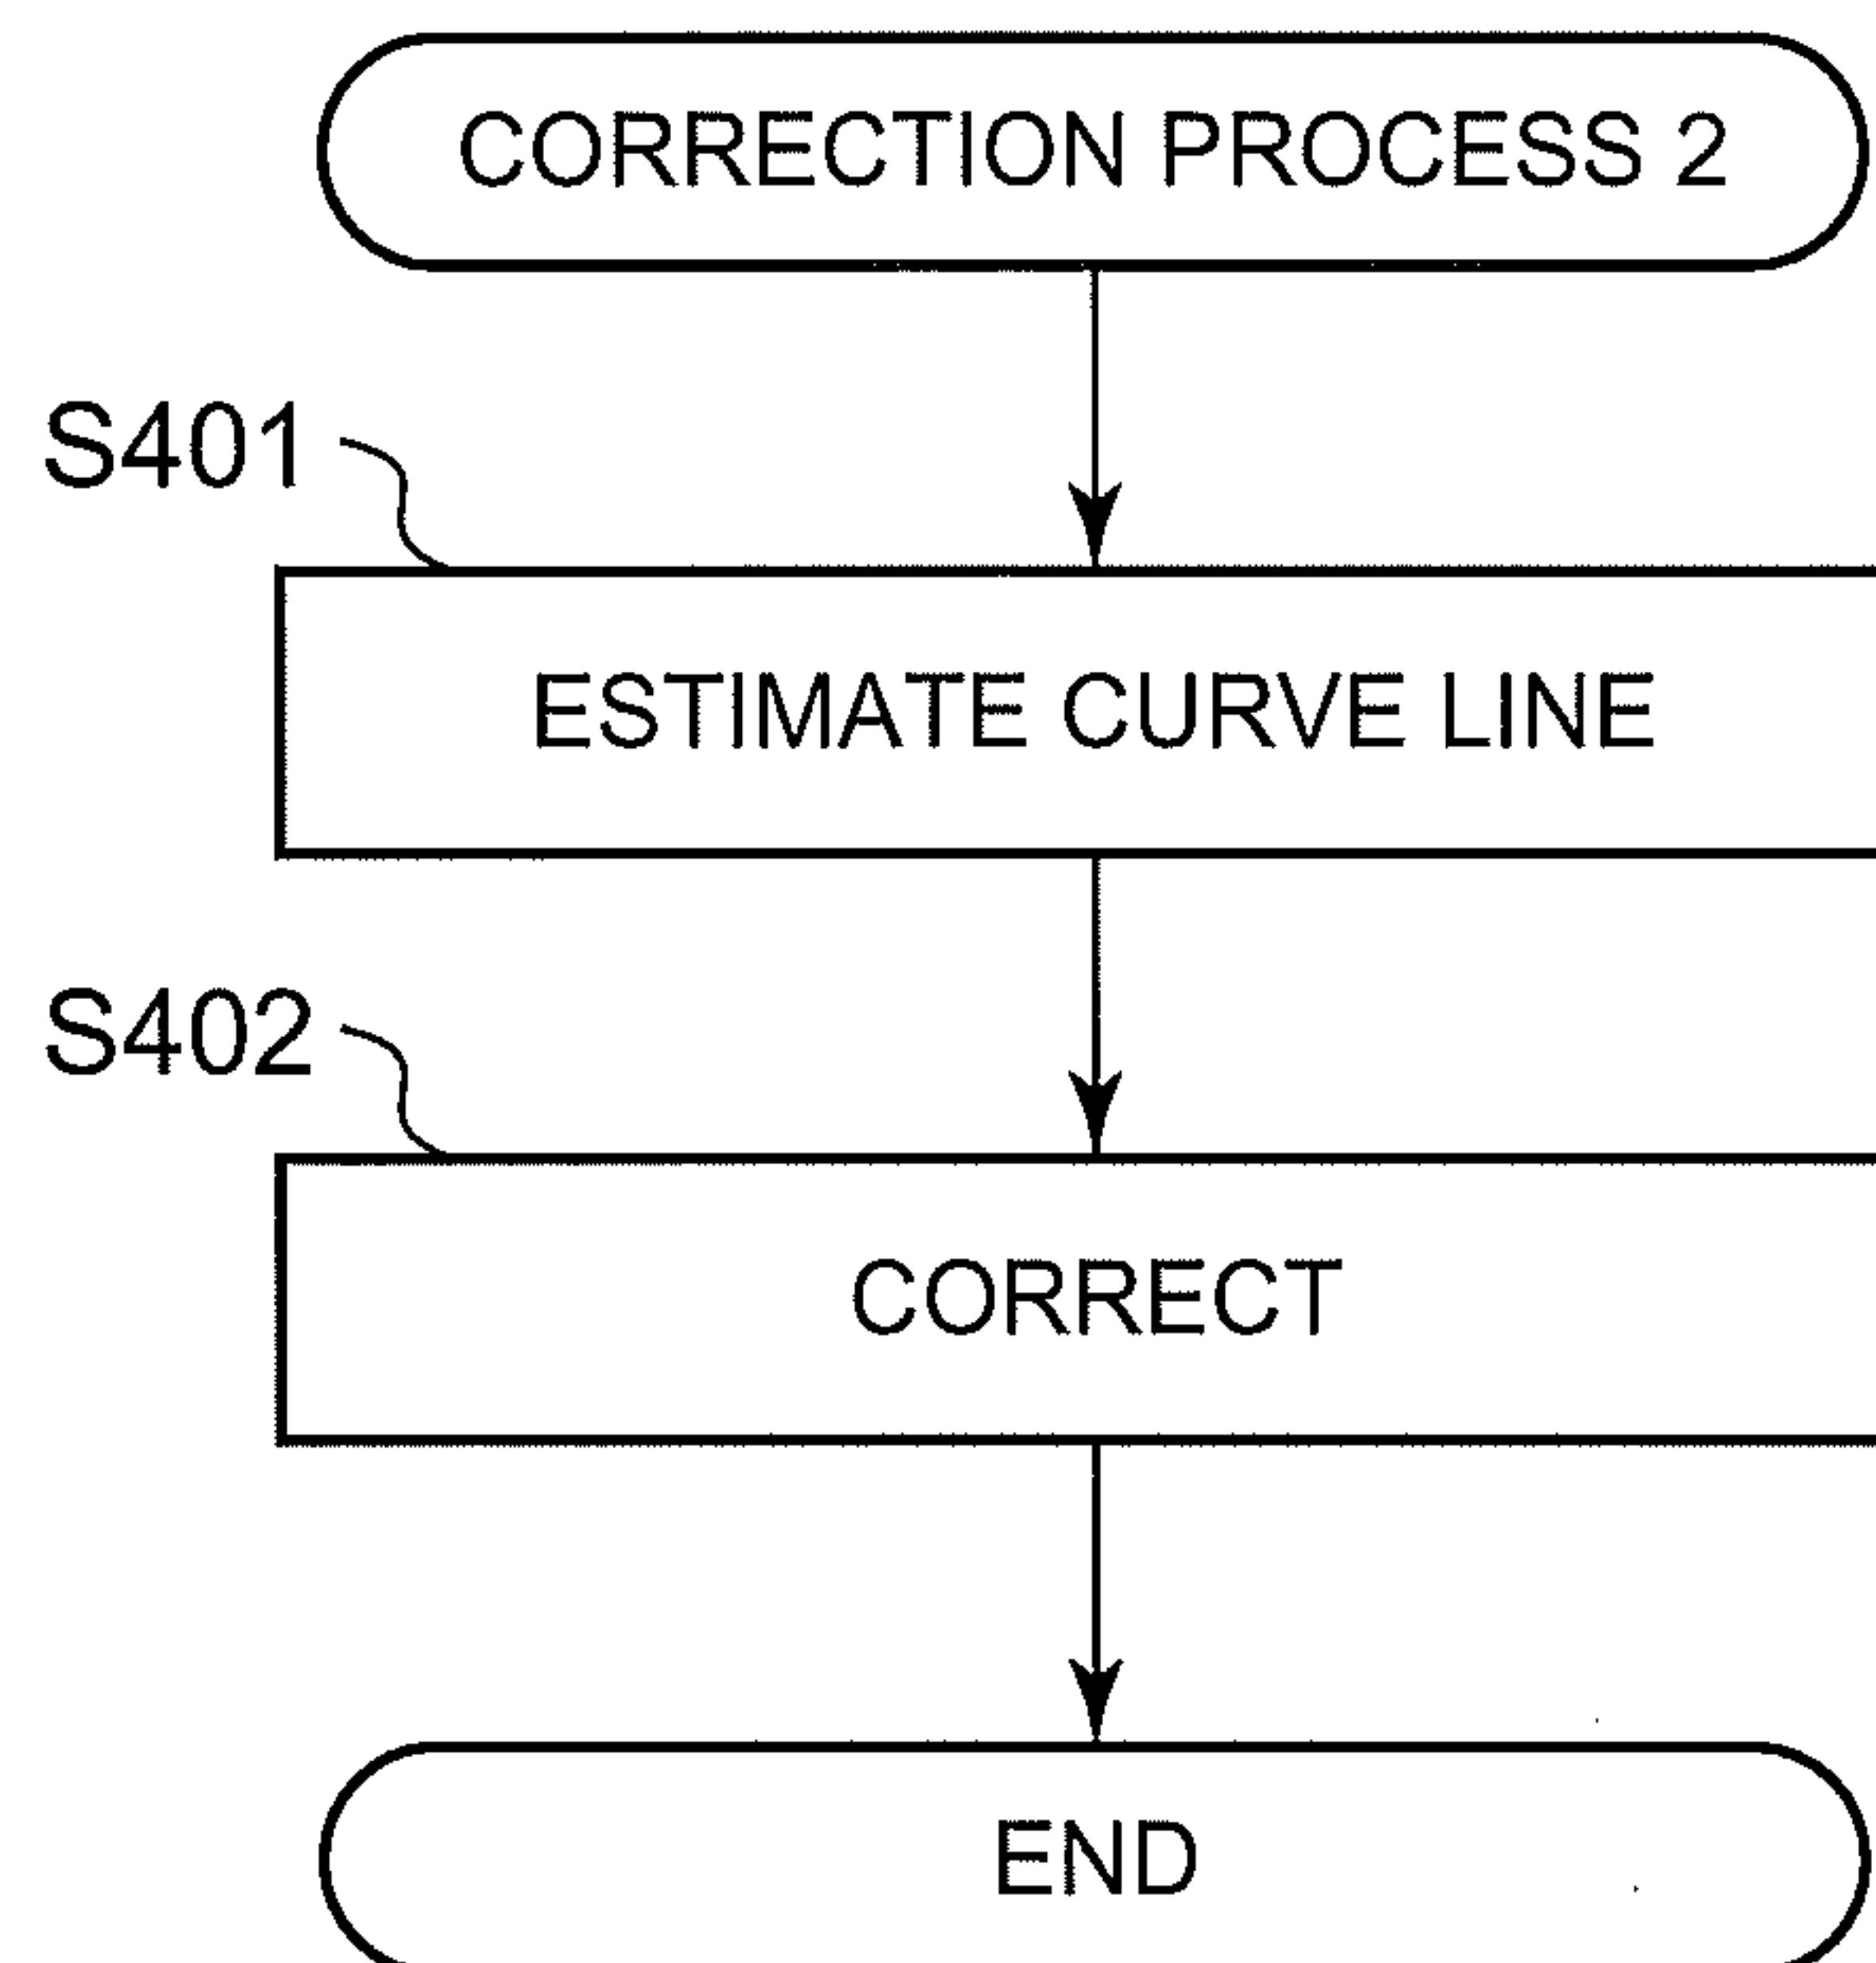 CORRECTION PROCESS 2
S401
ESTIMATE CURVE LINE
S402
CORRECT
END